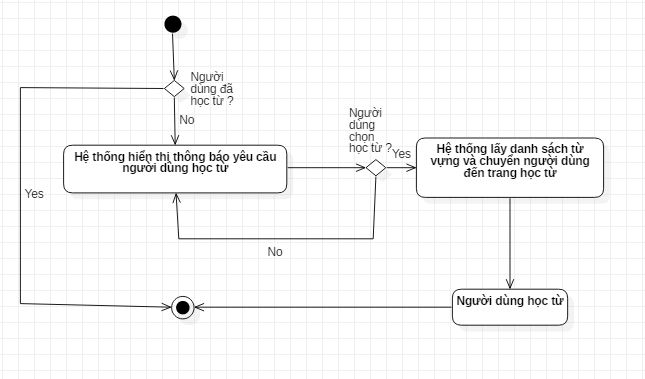 Người
dùng đã
học từ ?
No
Người
dùng
chọn
học từ ?
Yes
Hệ thống hiển thị thông báo yêu cầu
người dùng học từ
Hệ thống lấy danh sách từ
vựng và chuyển người dùng
đến trang học từ
Yes
No
Người dùng học từ